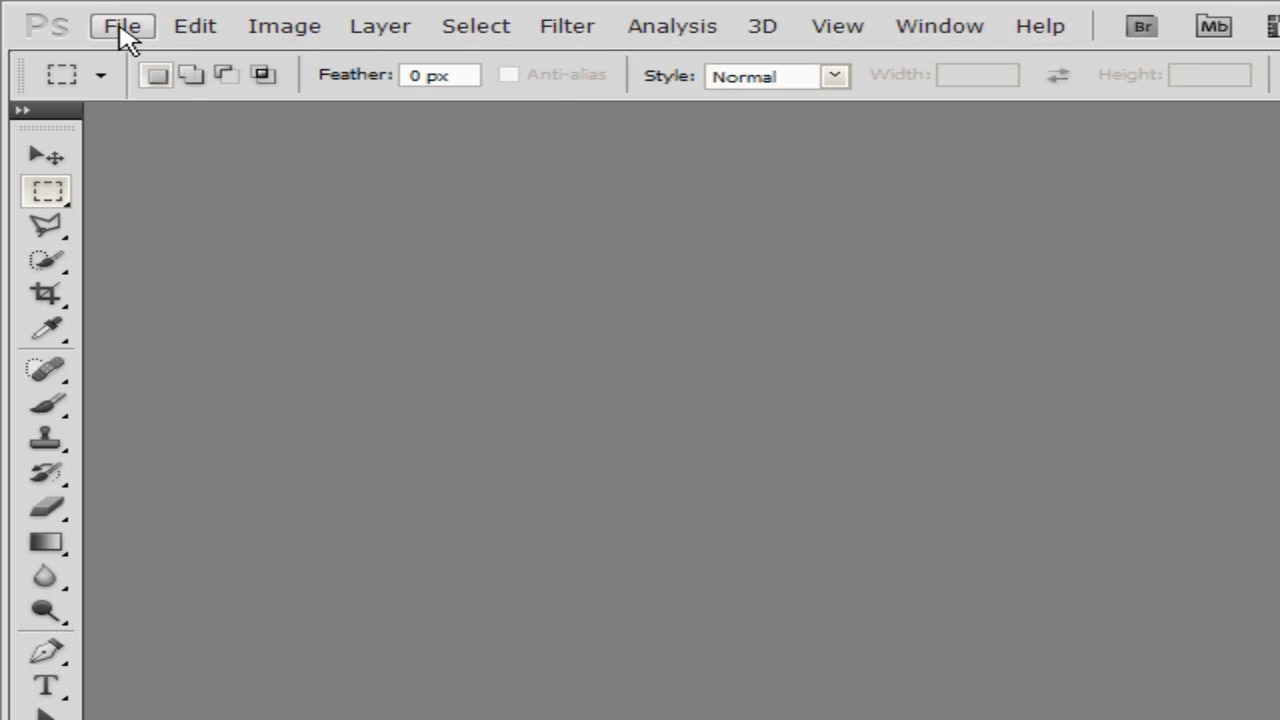 Ps File Edit Image Layer Select Filter Analysis 3D View Window Help Br Mb
Feather: 0 px Anti-alias Style: Normal Width: Height:
T